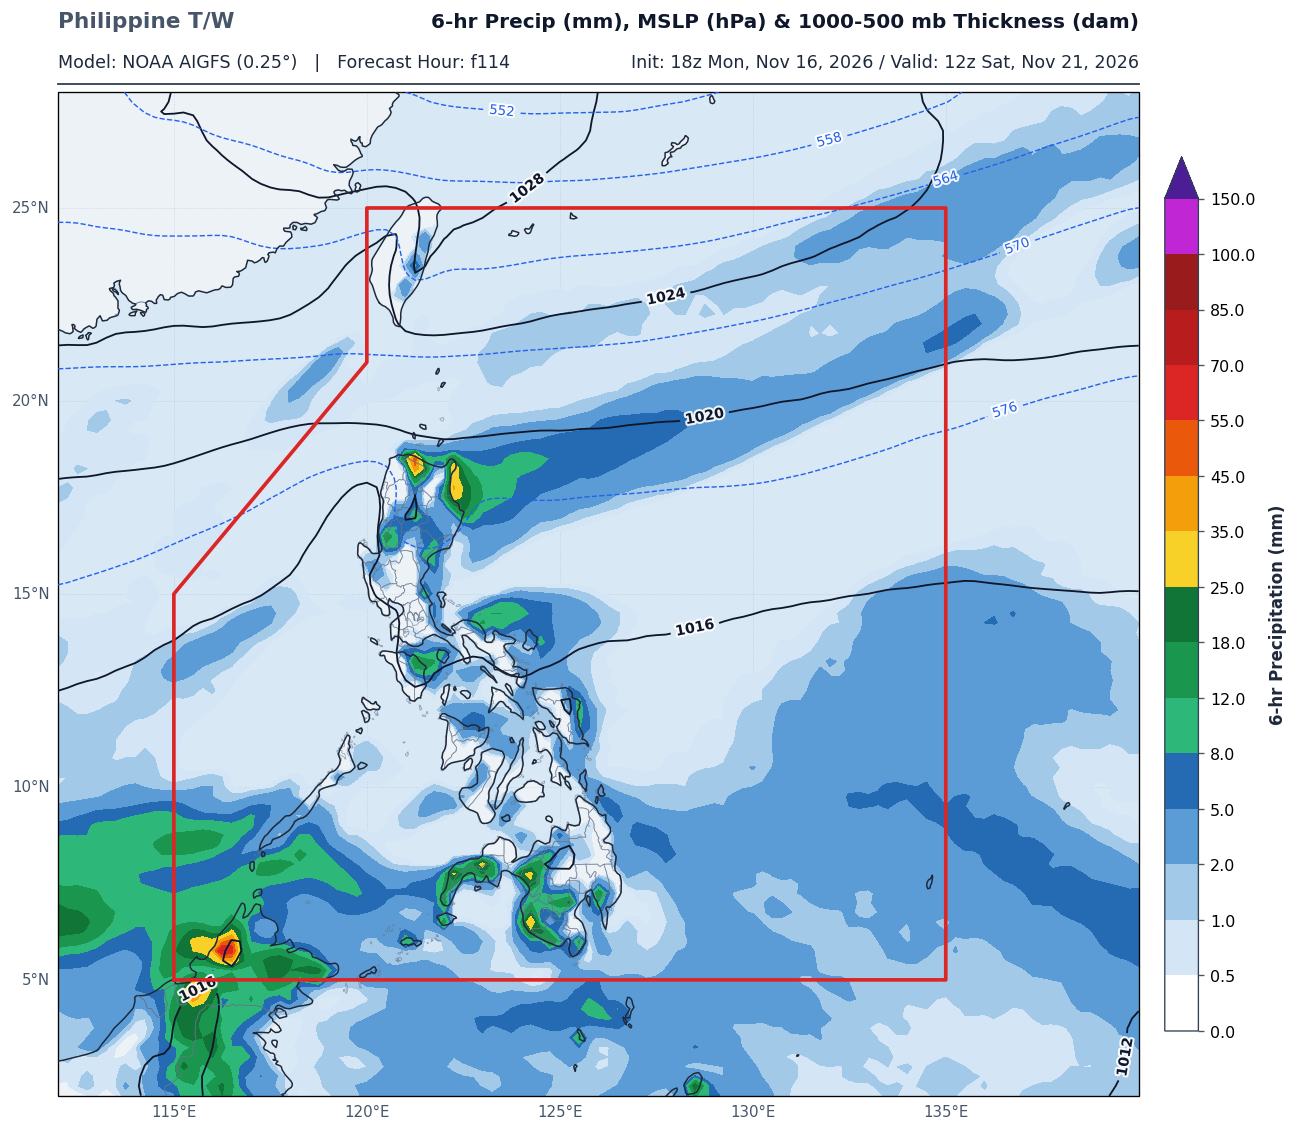 Philippine T/W
6-hr Precip (mm), MSLP (hPa) & 1000-500 mb Thickness (dam)
Model: NOAA AIGFS (0.25°) | Forecast Hour: f114
Init: 18z Mon, Nov 16, 2026 / Valid: 12z Sat, Nov 21, 2026
552
558
564
570
576
1028
1024
1020
1016
1016
1012
25°N
20°N
15°N
10°N
5°N
115°E
120°E
125°E
130°E
135°E
150.0
100.0
85.0
70.0
55.0
45.0
35.0
25.0
18.0
12.0
8.0
5.0
2.0
1.0
0.5
0.0
6-hr Precipitation (mm)